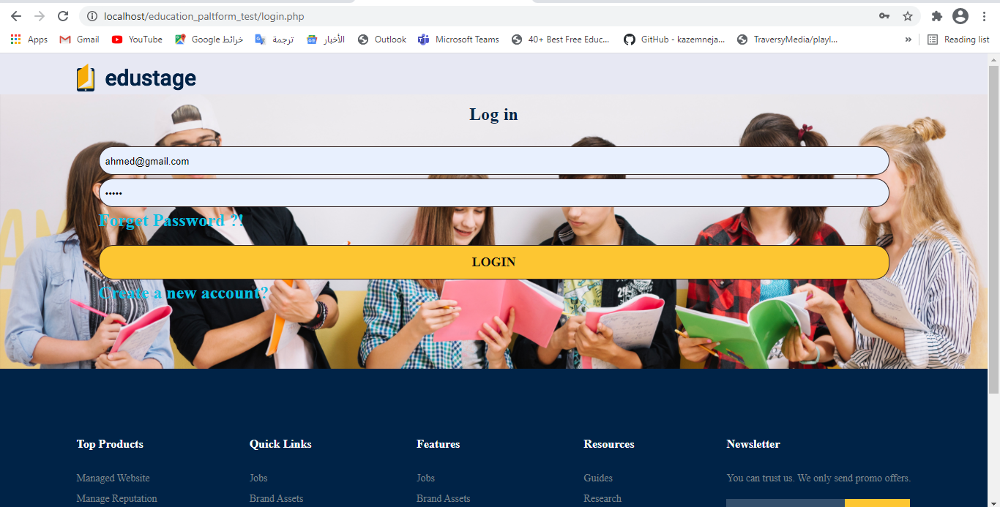 localhost/education_paltform_test/login.php
Apps Gmail YouTube Google خرائط ترجمة الأخبار Outlook Microsoft Teams 40+ Best Free Educ... GitHub - kazemneja... TraversyMedia/playl... » Reading list
edustage
Log in
ahmed@gmail.com
•••••
Forget Password ?!
LOGIN
Create a new account?
Top Products Quick Links Features Resources Newsletter
Managed Website Jobs Jobs Guides You can trust us. We only send promo offers.
Manage Reputation Brand Assets Brand Assets Research